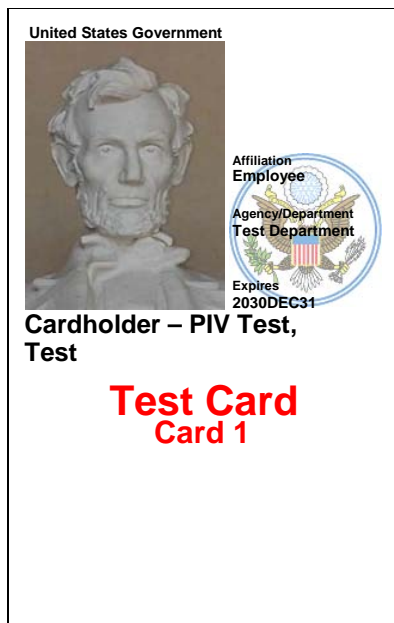 United States Government
Affiliation
Employee
Agency/Department
Test Department
Expires
2030DEC31
Cardholder – PIV Test,
Test
Test Card
Card 1